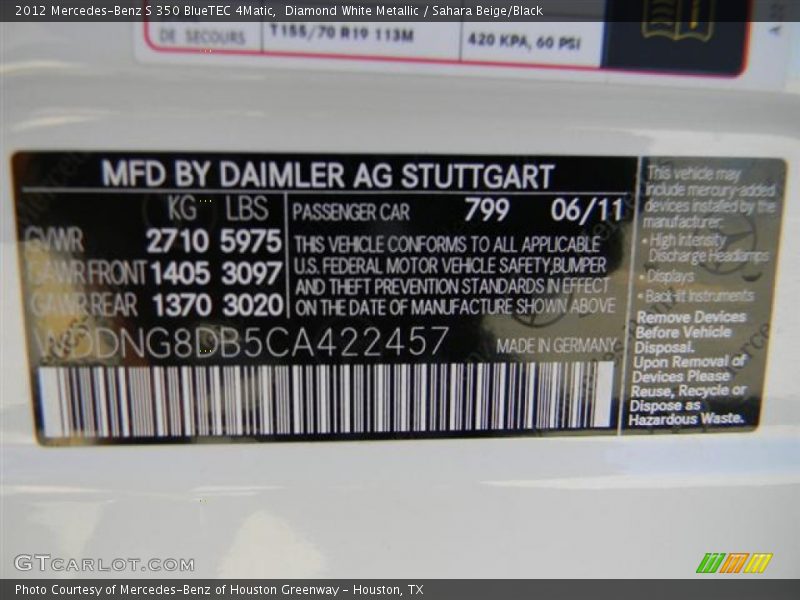 2012 Mercedes-Benz S 350 BlueTEC 4Matic, Diamond White Metallic / Sahara Beige/Black
DE SECOURS T155/70 R19 113M 420 KPA, 60 PSI
MFD BY DAIMLER AG STUTTGART
KG LBS PASSENGER CAR 799 06/11
GVWR 2710 5975
GAWR FRONT 1405 3097
GAWR REAR 1370 3020
THIS VEHICLE CONFORMS TO ALL APPLICABLE
U.S. FEDERAL MOTOR VEHICLE SAFETY,BUMPER
AND THEFT PREVENTION STANDARDS IN EFFECT
ON THE DATE OF MANUFACTURE SHOWN ABOVE
WDDNG8DB5CA422457 MADE IN GERMANY
This vehicle may
include mercury-added
devices installed by the
manufacturer:
• High Intensity
Discharge Headlamps
• Displays
• Back-lit Instruments
Remove Devices
Before Vehicle
Disposal.
Upon Removal of
Devices Please
Reuse, Recycle or
Dispose as
Hazardous Waste.
GTCARLOT.COM
Photo Courtesy of Mercedes-Benz of Houston Greenway - Houston, TX